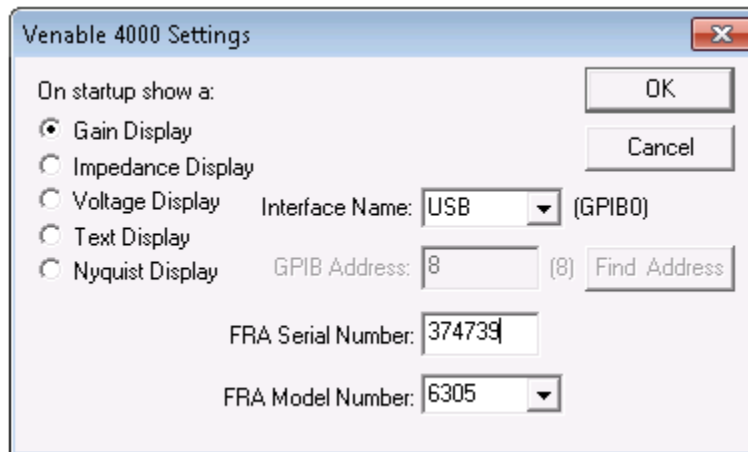 Venable 4000 Settings
On startup show a:
Gain Display
Impedance Display
Voltage Display
Text Display
Nyquist Display
OK
Cancel
Interface Name: USB (GPIB0)
GPIB Address: 8 (8) Find Address
FRA Serial Number: 374739
FRA Model Number: 6305